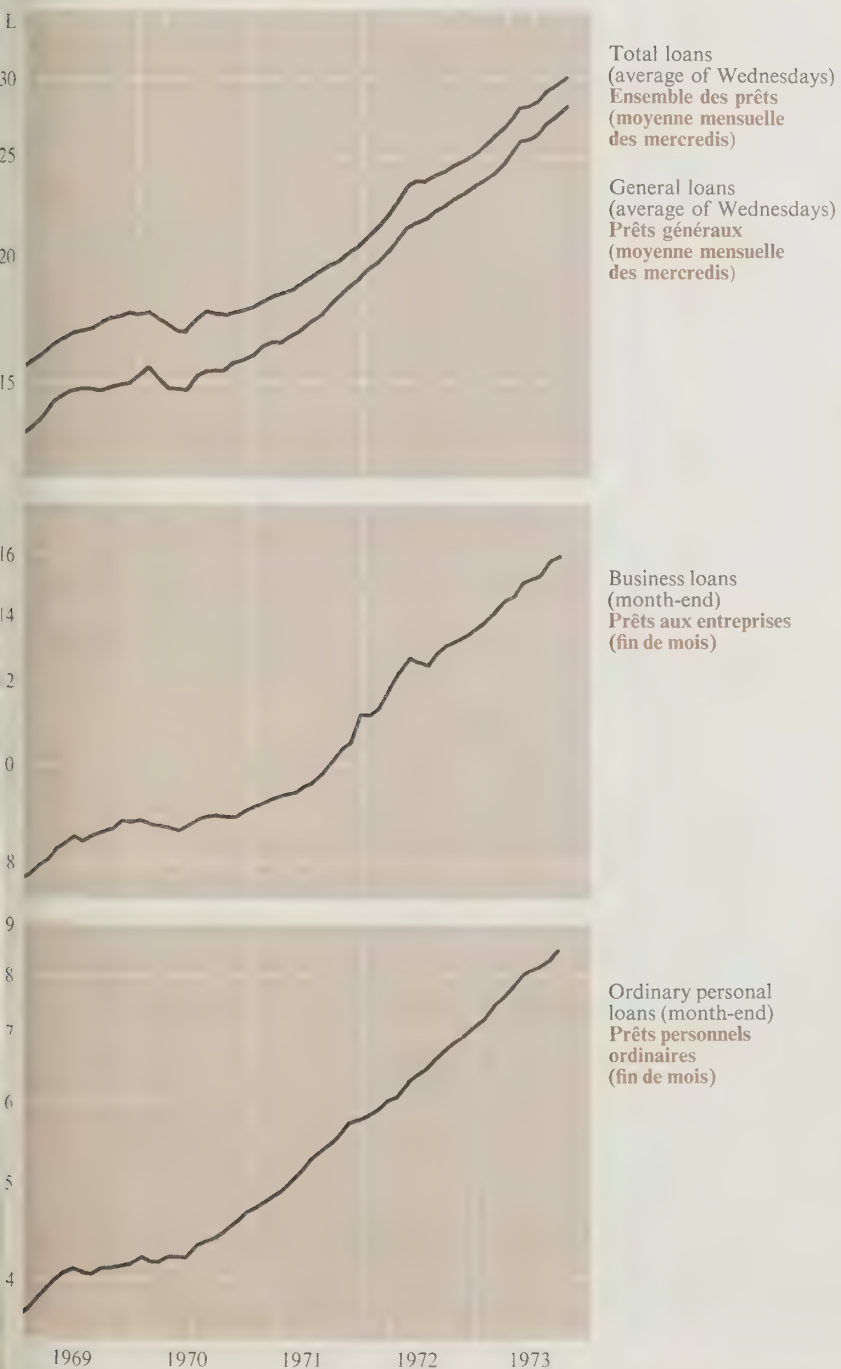 L
30
25
20
15
Total loans
(average of Wednesdays)
Ensemble des prêts
(moyenne mensuelle
des mercredis)
General loans
(average of Wednesdays)
Prêts généraux
(moyenne mensuelle
des mercredis)
16
14
2
0
8
Business loans
(month-end)
Prêts aux entreprises
(fin de mois)
9
8
7
6
5
4
Ordinary personal
loans (month-end)
Prêts personnels
ordinaires
(fin de mois)
1969 1970 1971 1972 1973